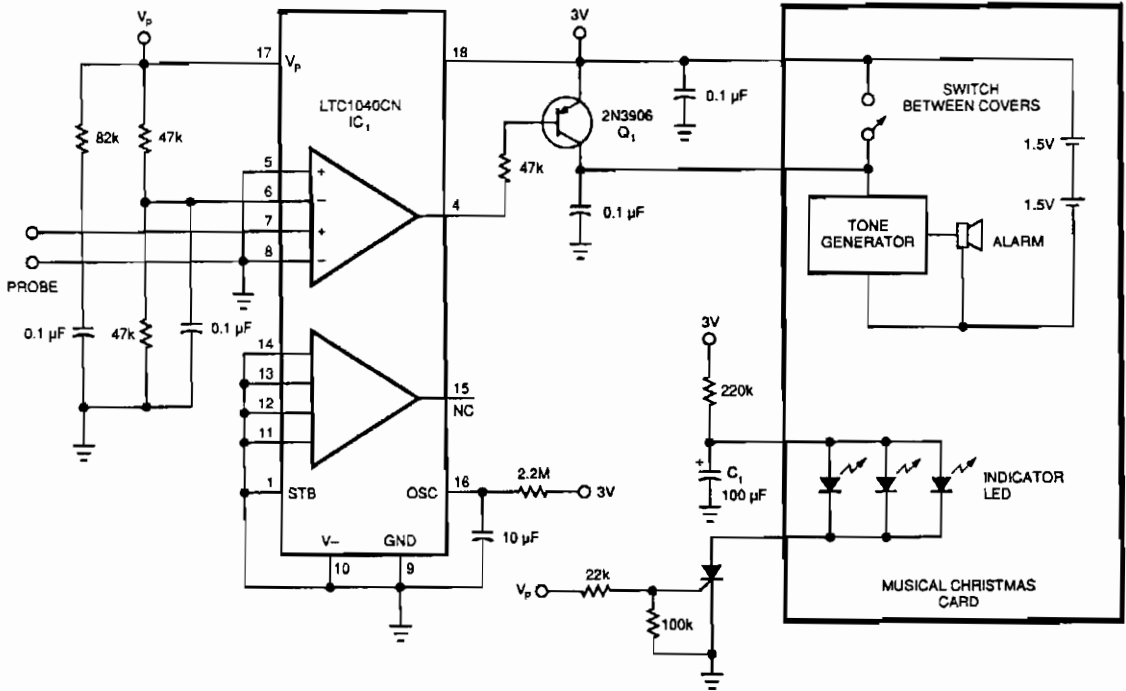 Vp
17
Vp
LTC1040CN
IC1
18
3V
82k
47k
5
+
6
−
7
+
8
−
4
47k
2N3906
Q1
0.1 µF
0.1 µF
PROBE
0.1 µF
47k
0.1 µF
14
13
12
11
15
NC
1
STB
OSC
16
2.2M
3V
10 µF
V−
GND
10
9
SWITCH
BETWEEN COVERS
1.5V
1.5V
TONE
GENERATOR
ALARM
3V
220k
+
C1
100 µF
INDICATOR
LED
Vp
22k
100k
MUSICAL CHRISTMAS
CARD